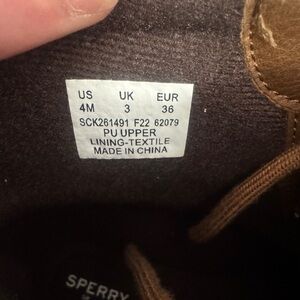 US UK EUR
4M 3 36
SCK261491 F22 62079
PU UPPER
LINING-TEXTILE
MADE IN CHINA
SPERRY